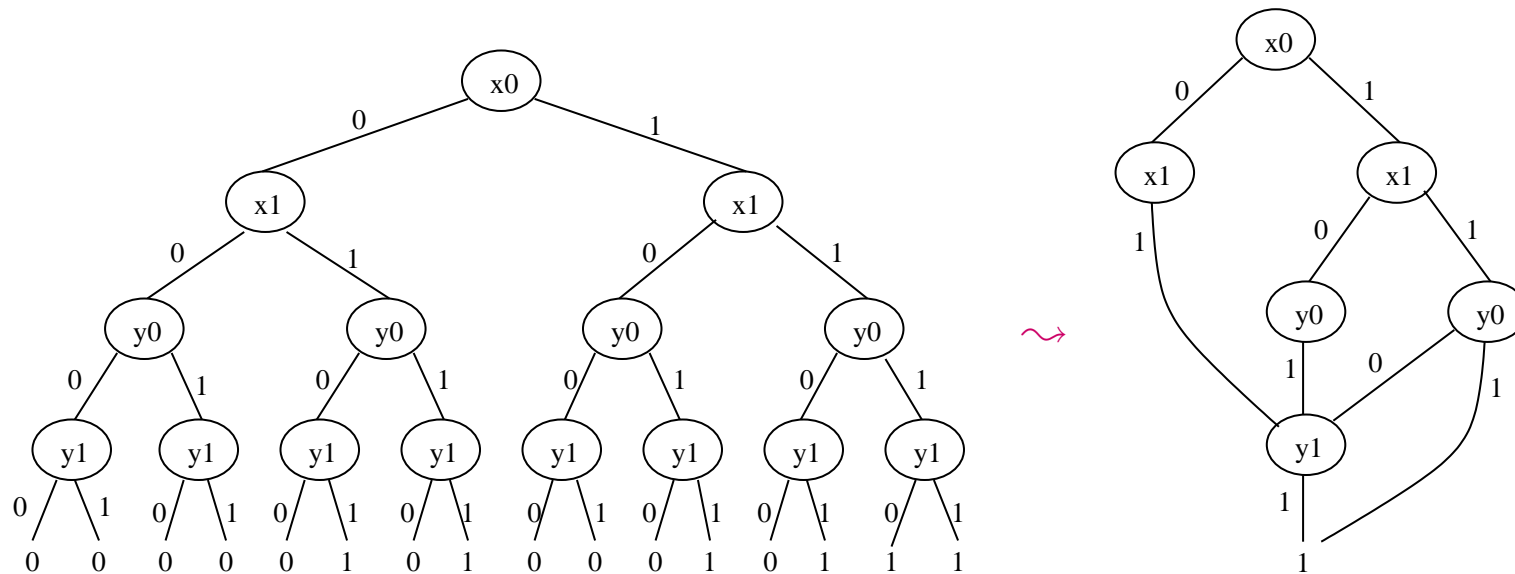 x0
0 1
x1 x1
0 1 0 1
y0 y0 y0 y0
0 1 0 1 0 1 0 1
y1 y1 y1 y1 y1 y1 y1 y1
0 1 0 1 0 1 0 1 0 1 0 1 0 1 0 1
0 0 0 0 0 1 0 1 0 0 0 1 0 1 1 1
x0
0 1
x1 x1
1 0 1
y0 y0
1 0 1
y1
1
1